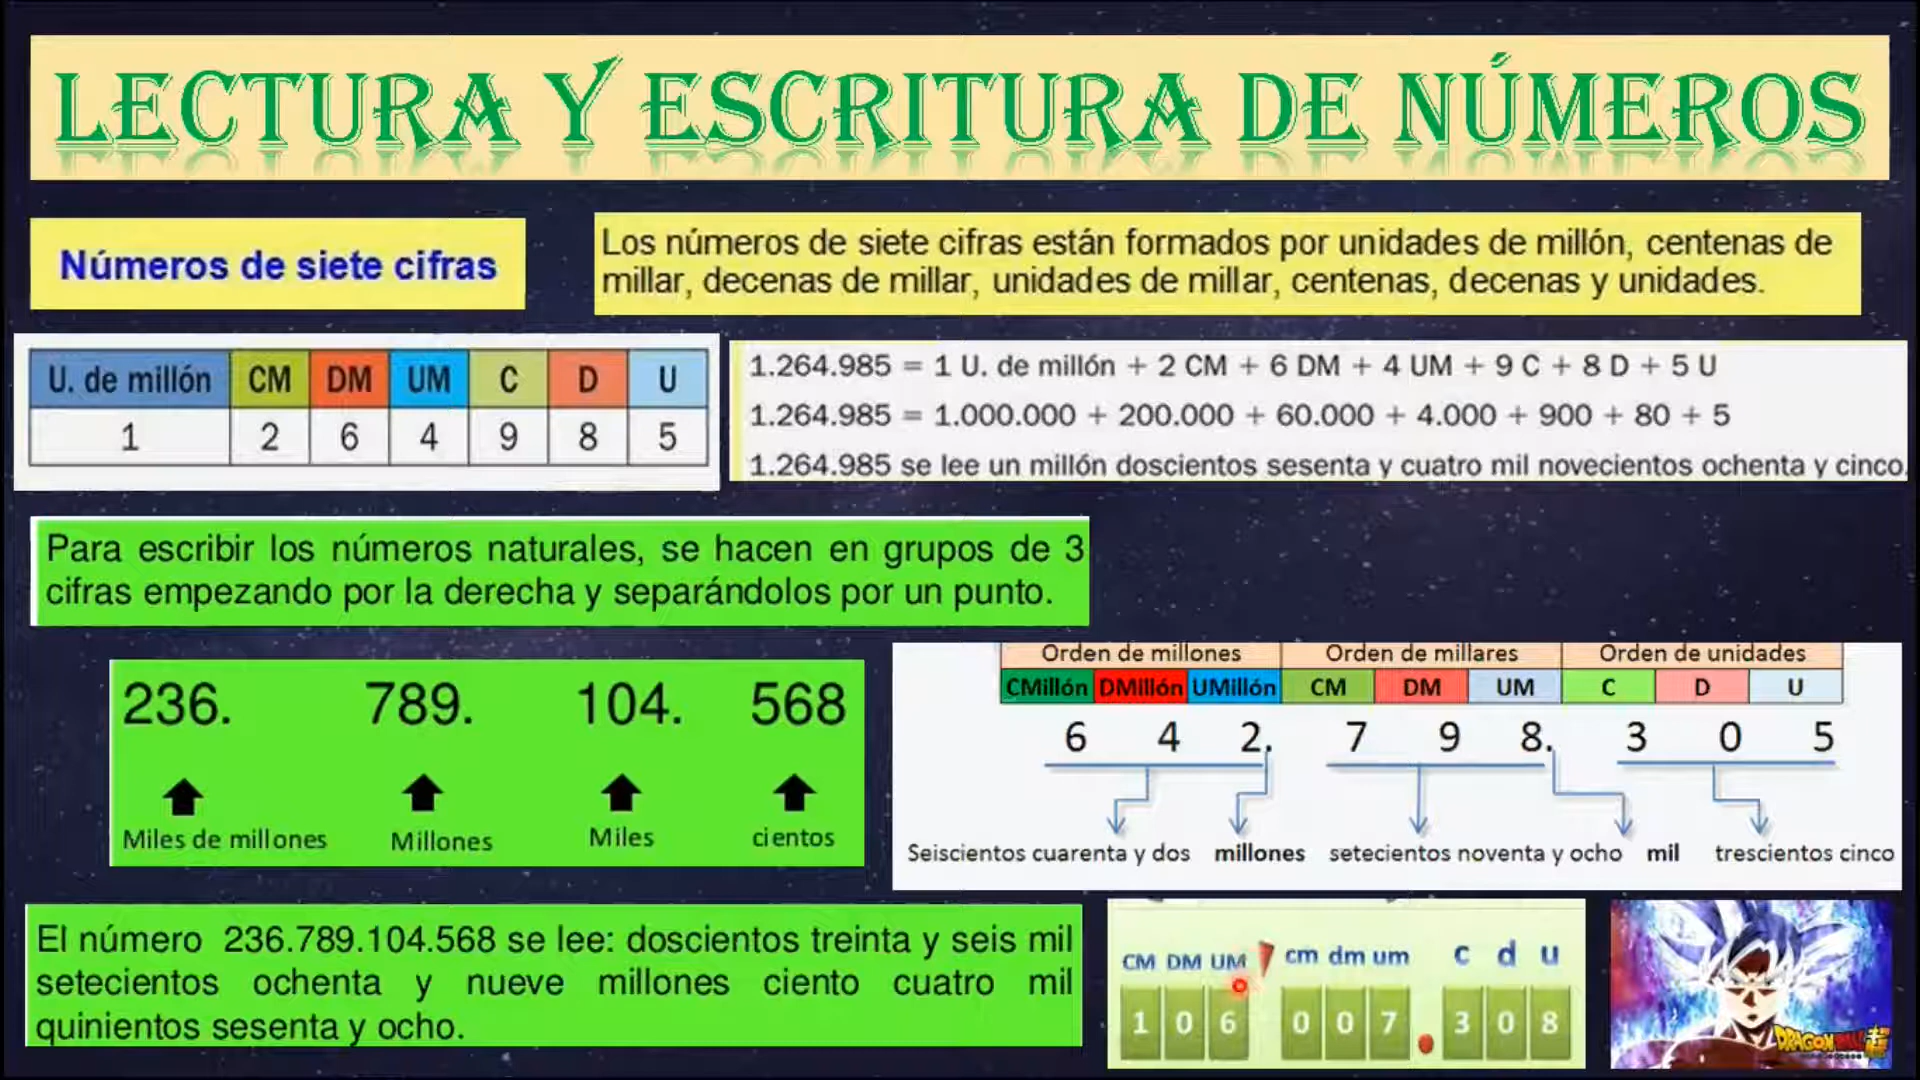 LECTURA Y ESCRITURA DE NÚMEROS
Números de siete cifras
Los números de siete cifras están formados por unidades de millón, centenas de
millar, decenas de millar, unidades de millar, centenas, decenas y unidades.
U. de millón CM DM UM C D U
1 2 6 4 9 8 5
1.264.985 = 1 U. de millón + 2 CM + 6 DM + 4 UM + 9 C + 8 D + 5 U
1.264.985 = 1.000.000 + 200.000 + 60.000 + 4.000 + 900 + 80 + 5
1.264.985 se lee un millón doscientos sesenta y cuatro mil novecientos ochenta y cinco.
Para escribir los números naturales, se hacen en grupos de 3
cifras empezando por la derecha y separándolos por un punto.
236. 789. 104. 568
Miles de millones Millones Miles cientos
Orden de millones Orden de millares Orden de unidades
CMillón DMillón UMillón CM DM UM C D U
6 4 2. 7 9 8. 3 0 5
Seiscientos cuarenta y dos millones setecientos noventa y ocho mil trescientos cinco
El número 236.789.104.568 se lee: doscientos treinta y seis mil
setecientos ochenta y nueve millones ciento cuatro mil
quinientos sesenta y ocho.
CM DM UM cm dm um c d u
1 0 6 0 0 7 . 3 0 8
DRAGON BALL